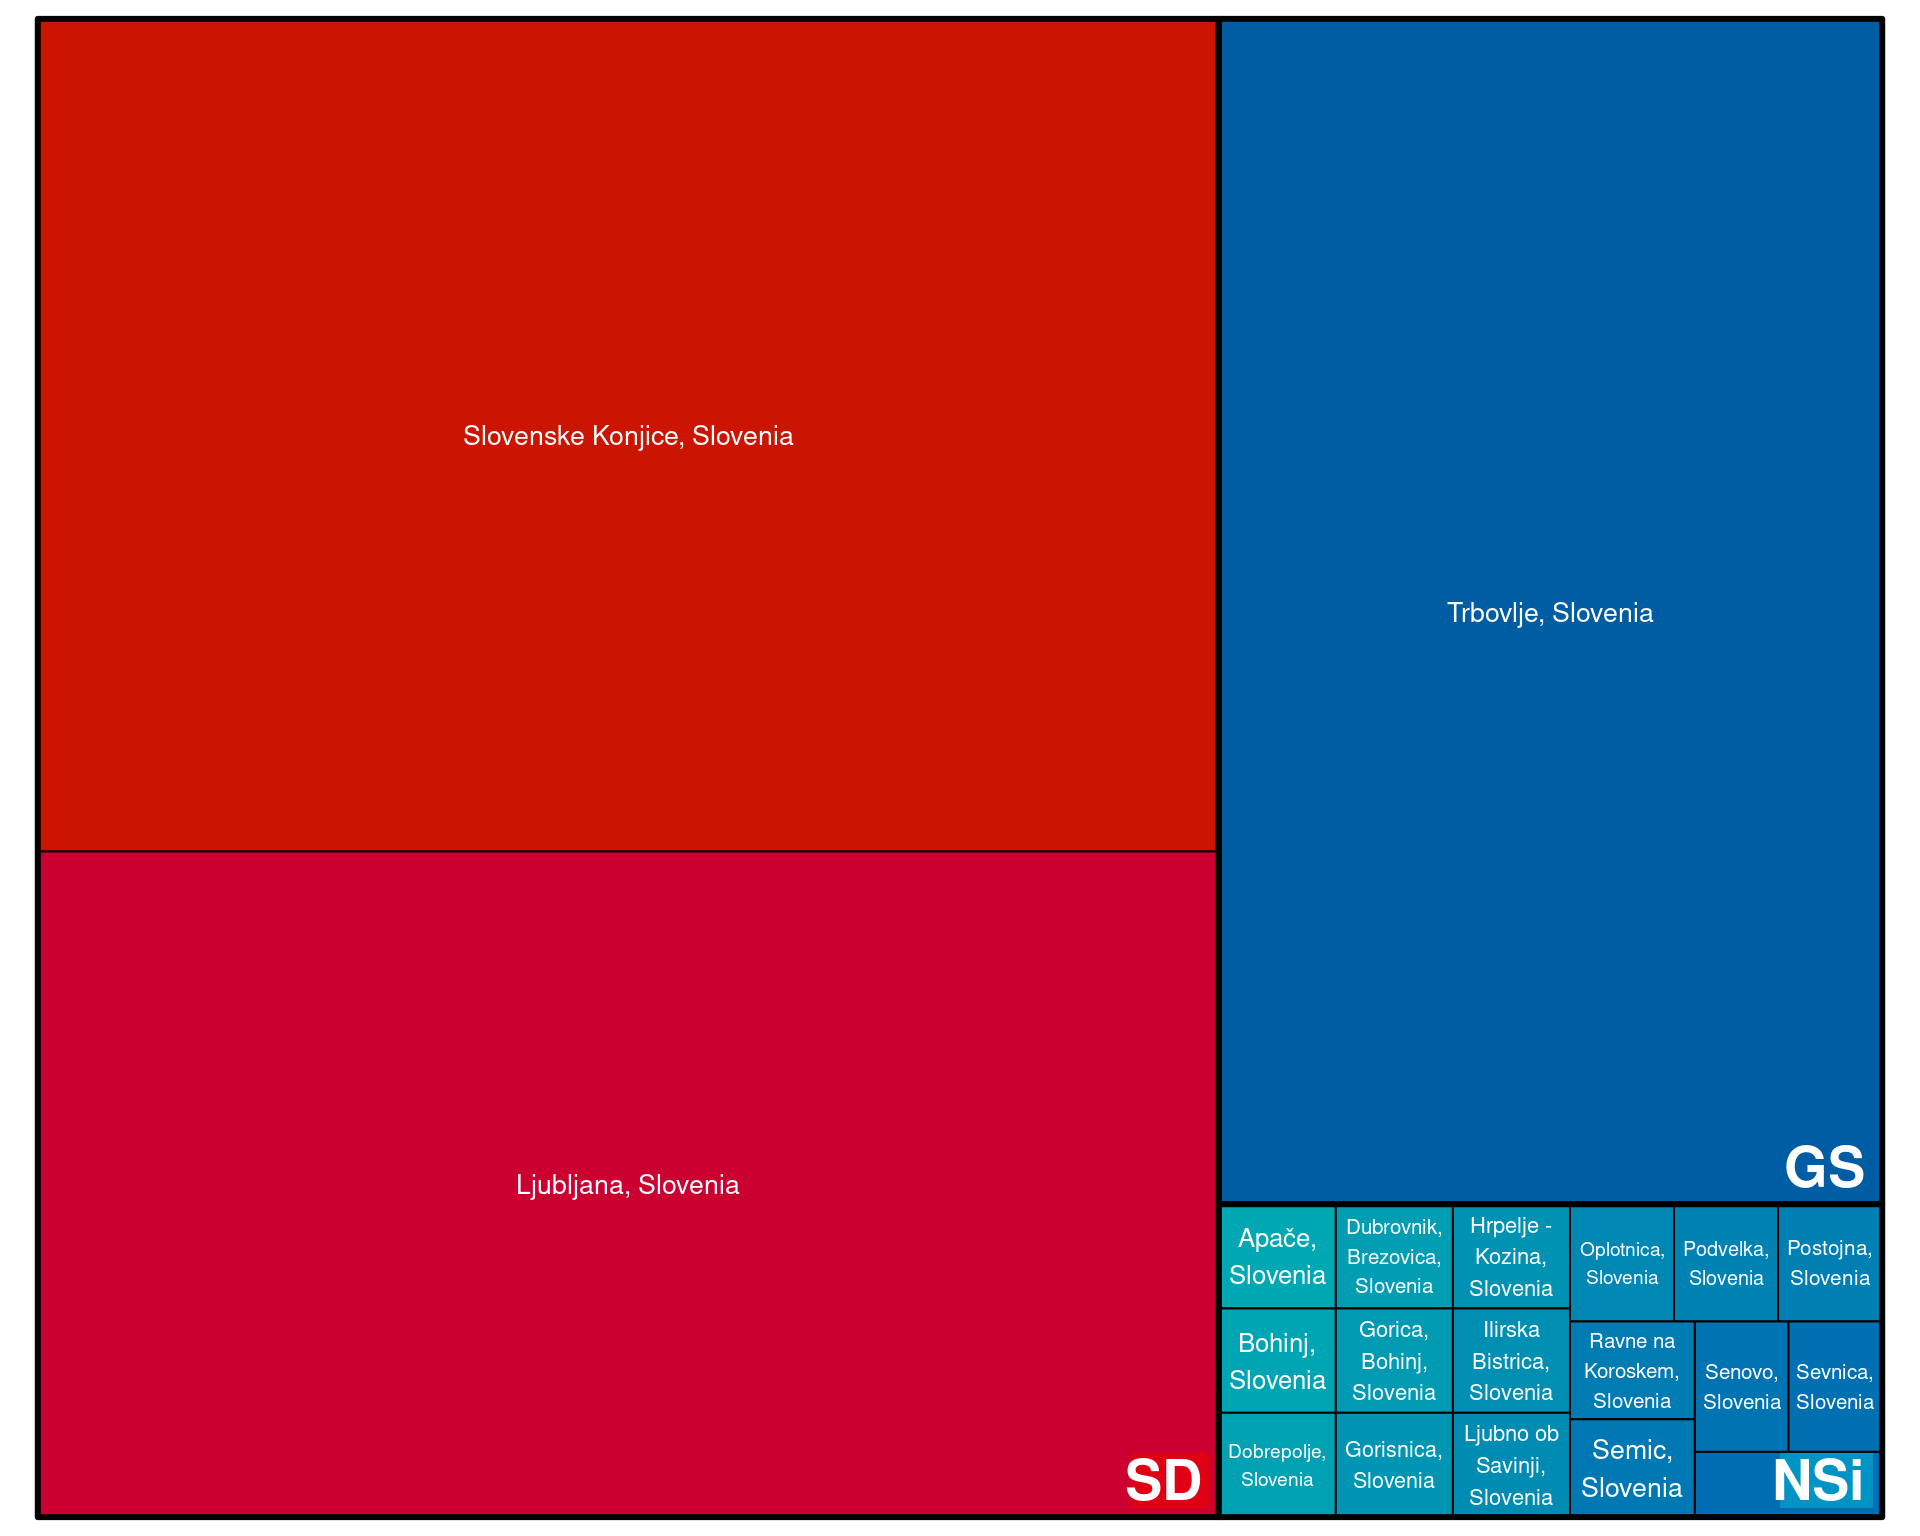 Slovenske Konjice, Slovenia
Ljubljana, Slovenia
SD
Trbovlje, Slovenia
GS
Apače,
Slovenia
Dubrovnik,
Brezovica,
Slovenia
Hrpelje -
Kozina,
Slovenia
Oplotnica,
Slovenia
Podvelka,
Slovenia
Postojna,
Slovenia
Bohinj,
Slovenia
Gorica,
Bohinj,
Slovenia
Ilirska
Bistrica,
Slovenia
Ravne na
Koroskem,
Slovenia
Senovo,
Slovenia
Sevnica,
Slovenia
Dobrepolje,
Slovenia
Gorisnica,
Slovenia
Ljubno ob
Savinji,
Slovenia
Semic,
Slovenia
NSi